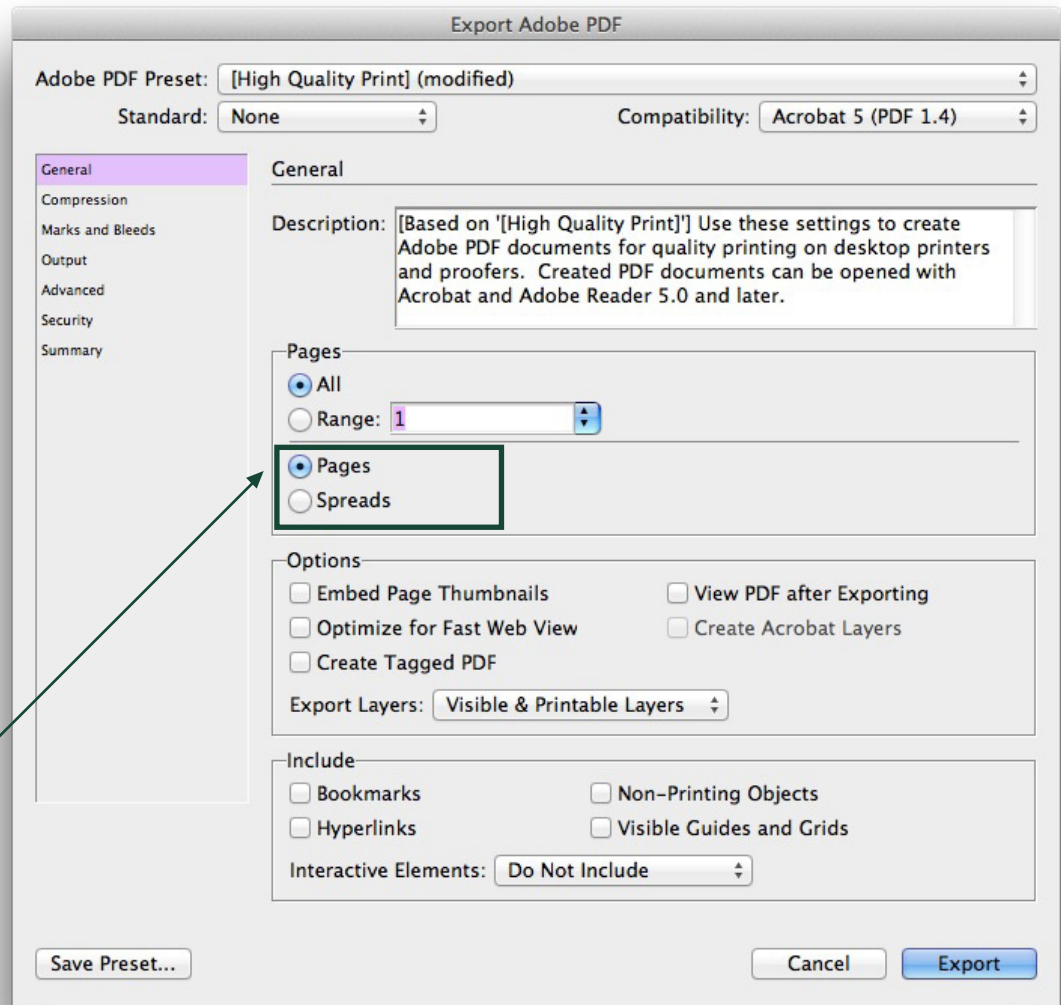 Export Adobe PDF
Adobe PDF Preset: [High Quality Print] (modified)
Standard: None Compatibility: Acrobat 5 (PDF 1.4)
General
Compression
Marks and Bleeds
Output
Advanced
Security
Summary
General
Description: [Based on '[High Quality Print]'] Use these settings to create
Adobe PDF documents for quality printing on desktop printers
and proofers. Created PDF documents can be opened with
Acrobat and Adobe Reader 5.0 and later.
Pages
All
Range: 1
Pages
Spreads
Options
Embed Page Thumbnails View PDF after Exporting
Optimize for Fast Web View Create Acrobat Layers
Create Tagged PDF
Export Layers: Visible & Printable Layers
Include
Bookmarks Non-Printing Objects
Hyperlinks Visible Guides and Grids
Interactive Elements: Do Not Include
Save Preset... Cancel Export